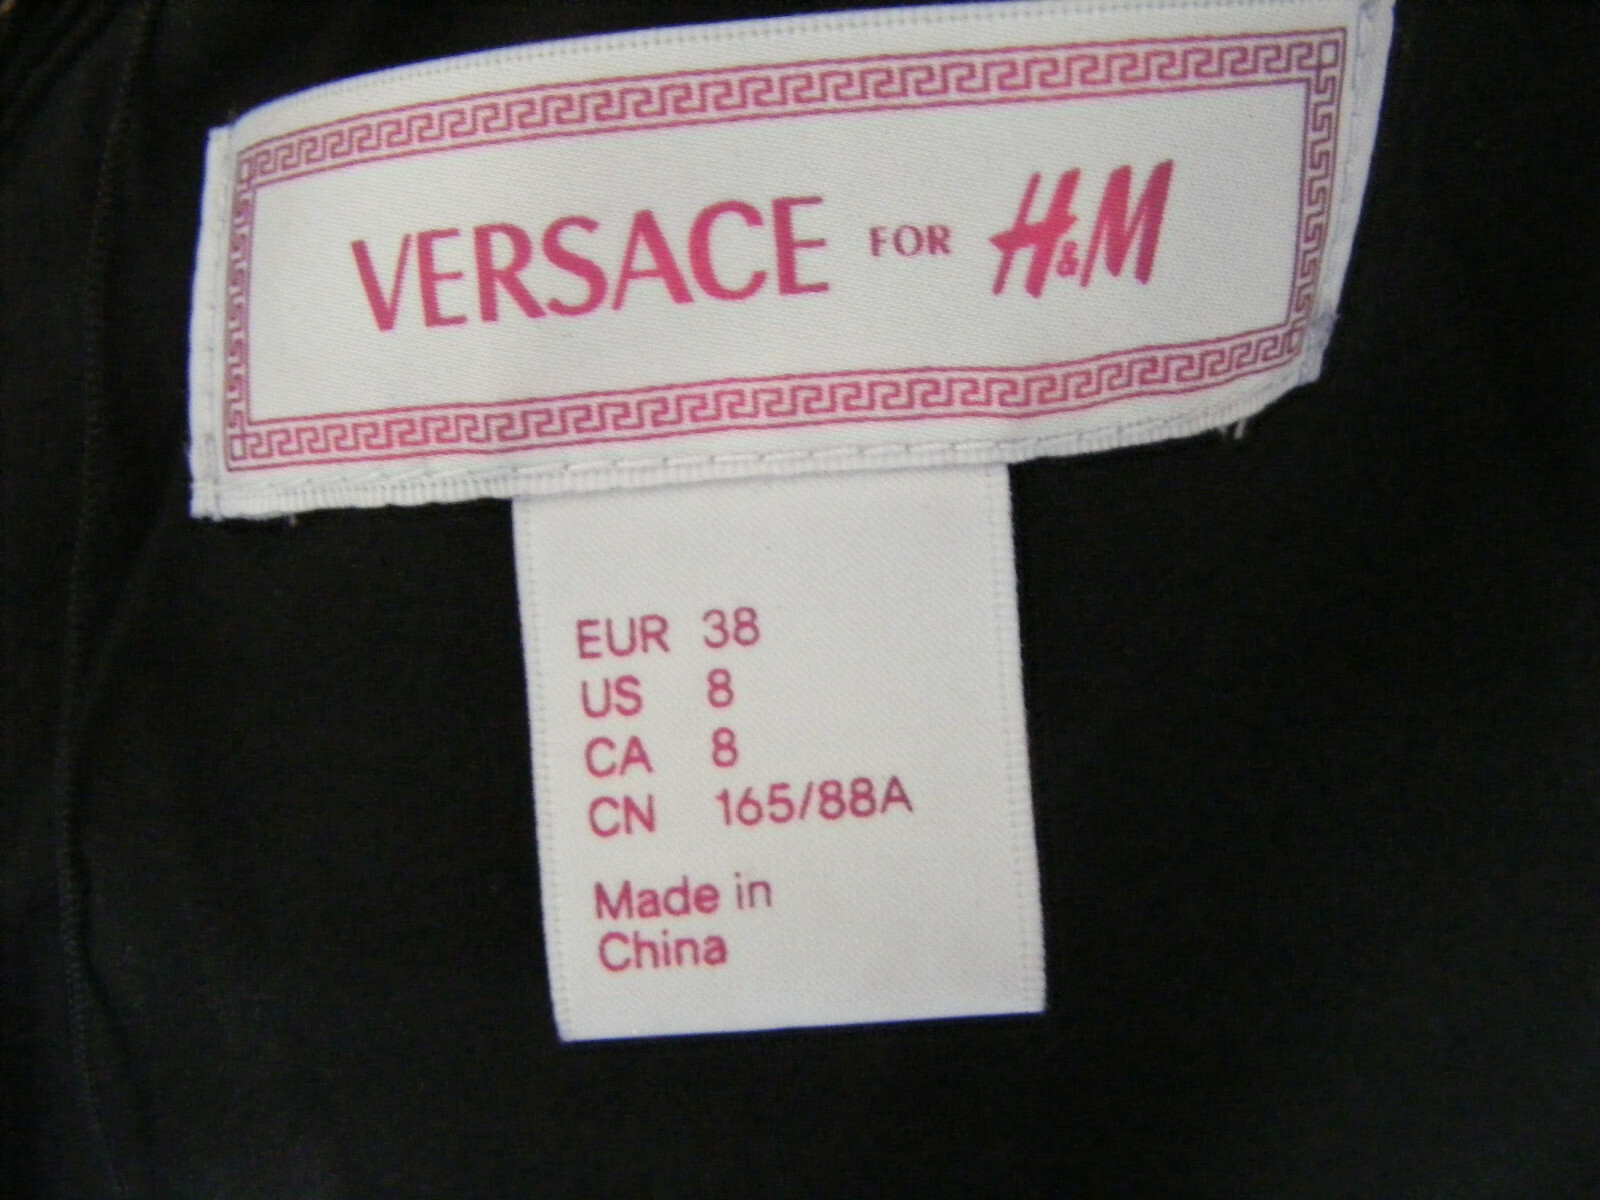 VERSACE FOR H&M
EUR 38
US 8
CA 8
CN 165/88A
Made in
China